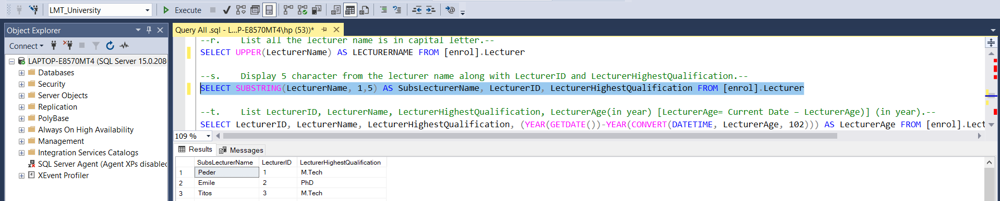 LMT_University
Execute
Object Explorer
Connect
LAPTOP-E8570MT4 (SQL Server 15.0.208
Databases
Security
Server Objects
Replication
PolyBase
Always On High Availability
Management
Integration Services Catalogs
SQL Server Agent (Agent XPs disablec
XEvent Profiler
Query All .sql - L...P-E8570MT4\hp (53))*
--r.    List all the lecturer name is in capital letter.--
SELECT UPPER(LecturerName) AS LECTURERNAME FROM [enrol].Lecturer
--s.    Display 5 character from the lecturer name along with LecturerID and LecturerHighestQualification.--
SELECT SUBSTRING(LecturerName, 1,5) AS SubsLecturerName, LecturerID, LecturerHighestQualification FROM [enrol].Lecturer
--t.    List LecturerID, LecturerName, LecturerHighestQualification, LecturerAge(in year) [LecturerAge= Current Date – LecturerAge)] (in year).--
SELECT LecturerID, LecturerName, LecturerHighestQualification, (YEAR(GETDATE())-YEAR(CONVERT(DATETIME, LecturerAge, 102))) AS LecturerAge FROM [enrol].Lect
109 %
Results
Messages
SubsLecturerName LecturerID LecturerHighestQualification
1 Peder 1 M.Tech
2 Emile 2 PhD
3 Titos 3 M.Tech